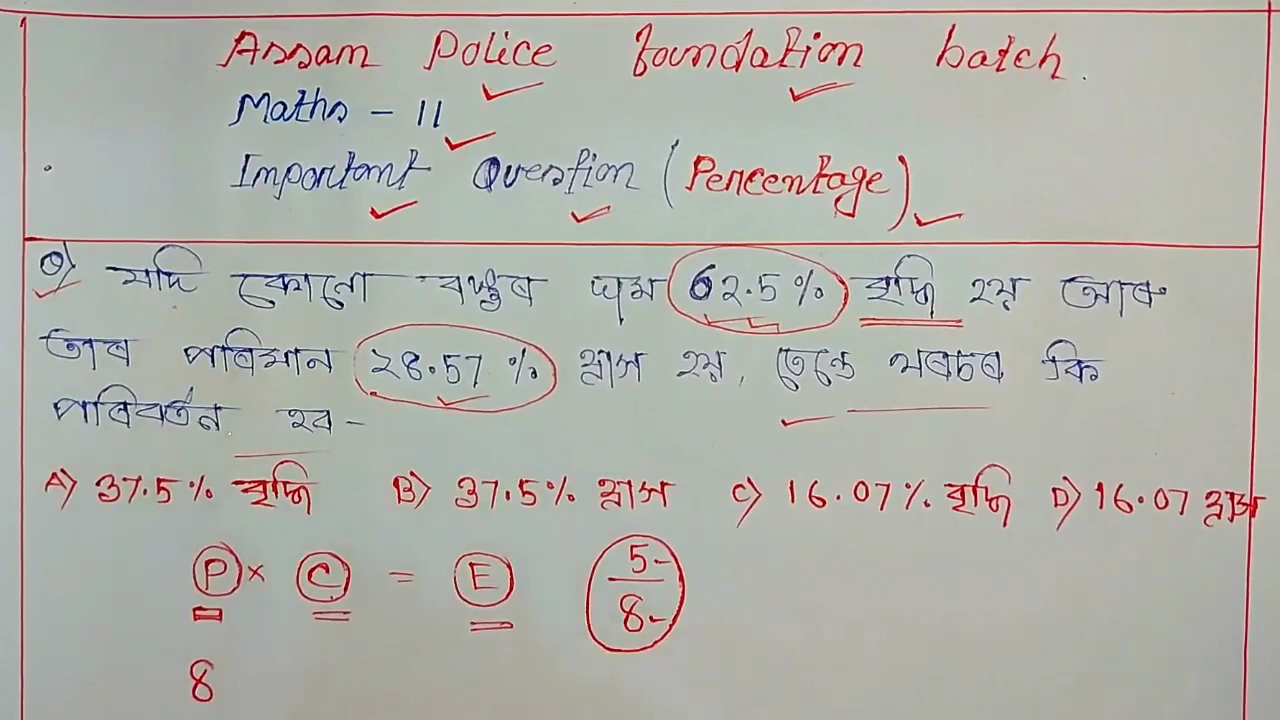 Assam Police foundation batch.
Maths - 11
Important Question (Percentage)
Q) যদি কোনো বস্তুৰ দাম 62.5% বৃদ্ধি হয় আৰু
তাৰ পৰিমান 28.57% হ্ৰাস হয়, তেন্তে খৰচৰ কি
পৰিবৰ্তন হব -
A) 37.5% বৃদ্ধি B) 37.5% হ্ৰাস C) 16.07% বৃদ্ধি D) 16.07 হ্ৰাস
P × C = E 5/8
8